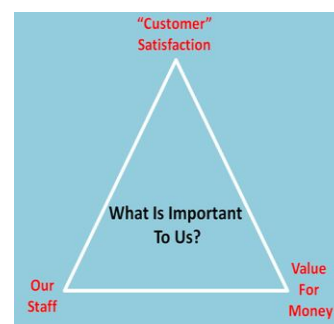 “Customer”
Satisfaction
What Is Important
To Us?
Our
Staff
Value
For
Money